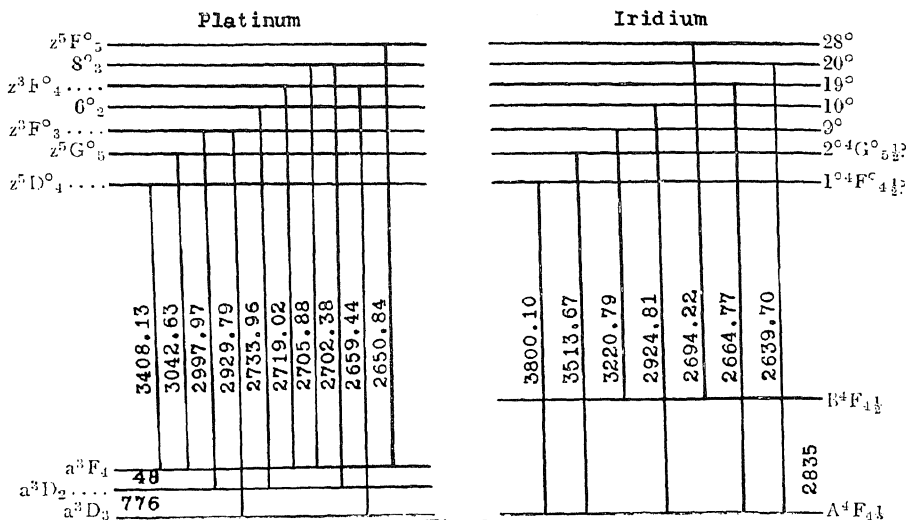 Platinum
z⁵F°₅
8°₃
z³F°₄....
6°₂
z³F°₃....
z⁵G°₅
z⁵D°₄....
3408.13
3042.63
2997.97
2929.79
2733.96
2719.02
2705.88
2702.38
2659.44
2650.84
a³F₄
48
a³D₂....
776
a³D₃
Iridium
28°
20°
19°
10°
9°
2°⁴G°₅½?
1°⁴F°₄½?
3800.10
3513.67
3220.79
2924.81
2694.22
2664.77
2639.70
B⁴F₄½
2835
A⁴F₄½